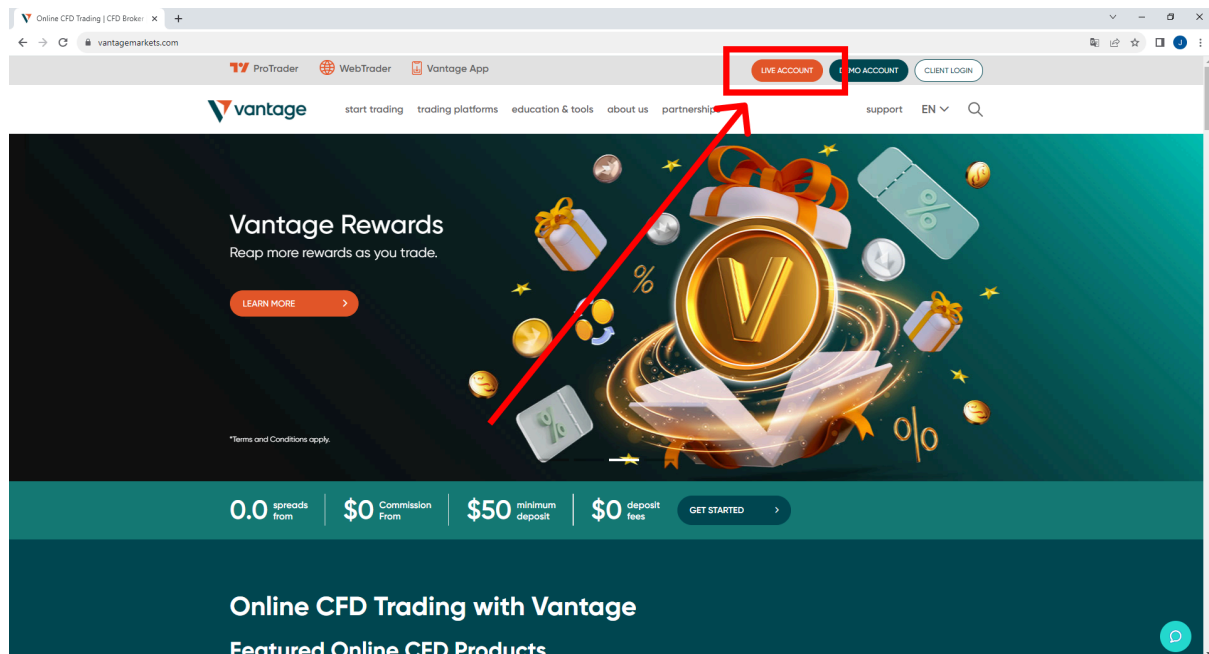 Online CFD Trading | CFD Broker
vantagemarkets.com
J
ProTrader WebTrader Vantage App LIVE ACCOUNT DEMO ACCOUNT CLIENT LOGIN
vantage start trading trading platforms education & tools about us partnerships support EN
Vantage Rewards
Reap more rewards as you trade.
LEARN MORE
*Terms and Conditions apply.
0.0 spreads from $0 Commission From $50 minimum deposit $0 deposit fees GET STARTED
Online CFD Trading with Vantage
Featured Online CFD Products